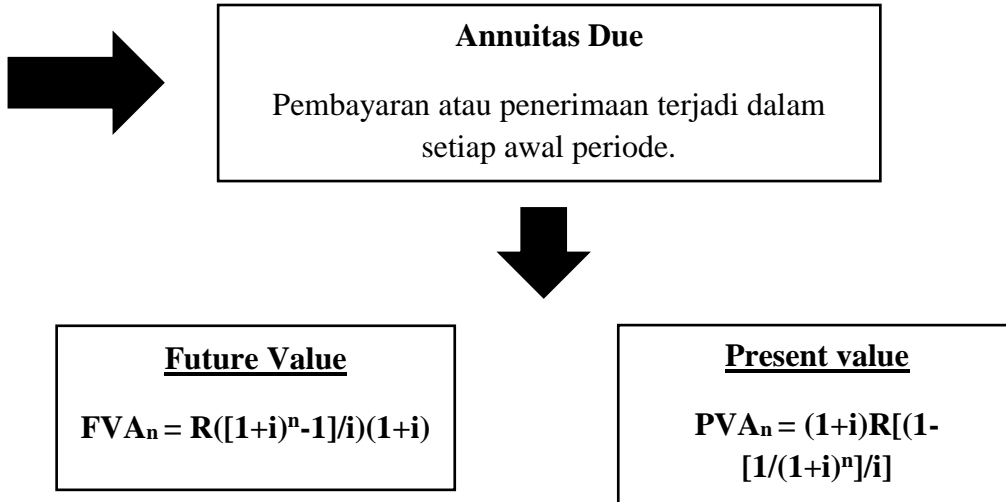 Annuitas Due
Pembayaran atau penerimaan terjadi dalam
setiap awal periode.
Future Value
FVAₙ = R([1+i)ⁿ-1]/i)(1+i)
Present value
PVAₙ = (1+i)R[(1-
[1/(1+i)ⁿ]/i]